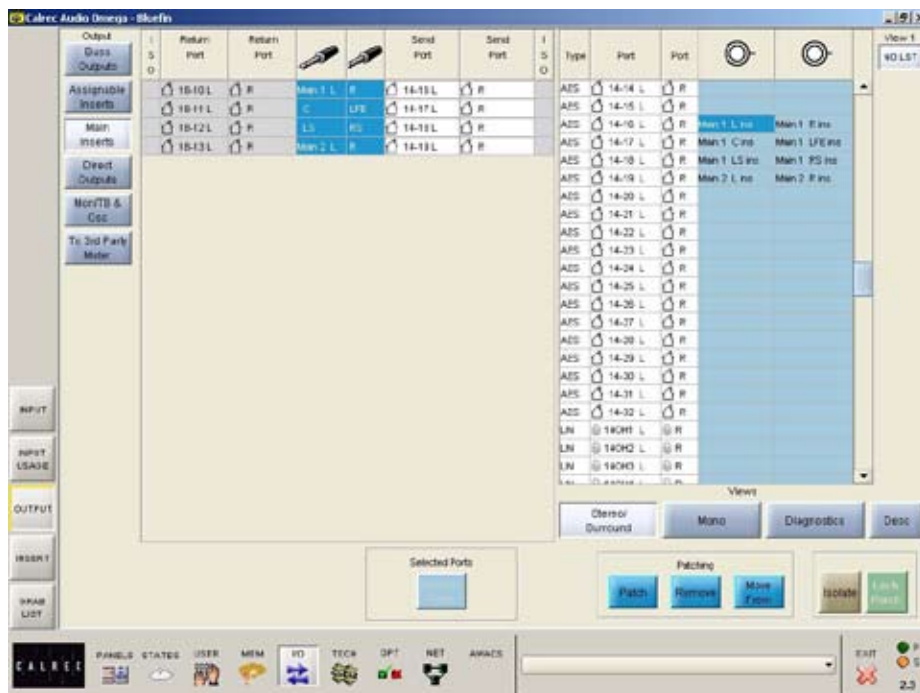 Calrec Audio Omega - Bluefin
Output
Buss Outputs
Assignable Inserts
Main Inserts
Direct Outputs
Mon/TB & Osc
To 3rd Party Meter
INPUT
INPUT USAGE
OUTPUT
INSERT
GRAB LIST
I S O Return Port Return Port Send Port Send Port I S O
18-10 L R Main 1 L R R
18-11 L R C LFE 14-17 L R
18-12 L R LS RS 14-18 L R
18-13 L R Main 2 L R 14-19 L R
Type Port Port
AES 14-14 L R
AES 14-15 L R
AES 14-16 L R Main 1 L ins Main 1 R ins
AES 14-17 L R Main 1 C ins Main 1 LFE ins
AES 14-18 L R Main 1 LS ins Main 1 RS ins
AES 14-19 L R Main 2 L ins Main 2 R ins
AES 14-20 L R
AES 14-21 L R
AES 14-22 L R
AES 14-23 L R
AES 14-24 L R
AES 14-25 L R
AES 14-26 L R
AES 14-27 L R
AES 14-28 L R
AES 14-29 L R
AES 14-30 L R
AES 14-31 L R
AES 14-32 L R
LIN L R
LIN L R
LIN L R
View 1
NO LST
Views
Stereo/ Surround
Mono
Diagnostics
Desc
Selected Ports
Patching
Patch
Remove
Move From
Isolate
CALREC
PANELS STATES USER MEM I/O TECH OPT NET AWACS
EXIT
P
S
2.3